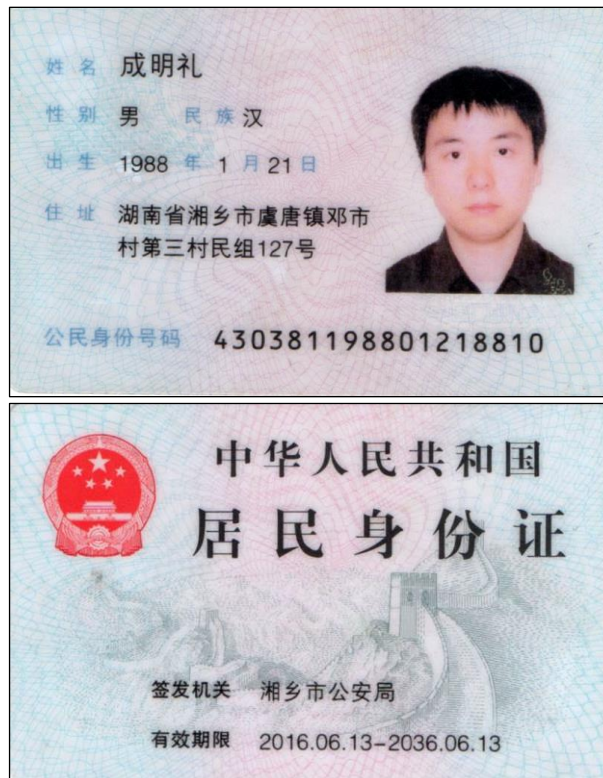 姓名 成明礼
性别 男 民族 汉
出生 1988 年 1 月 21 日
住址 湖南省湘乡市虞唐镇邓市
村第三村民组127号
公民身份号码 430381198801218810
中华人民共和国
居民身份证
签发机关 湘乡市公安局
有效期限 2016.06.13-2036.06.13